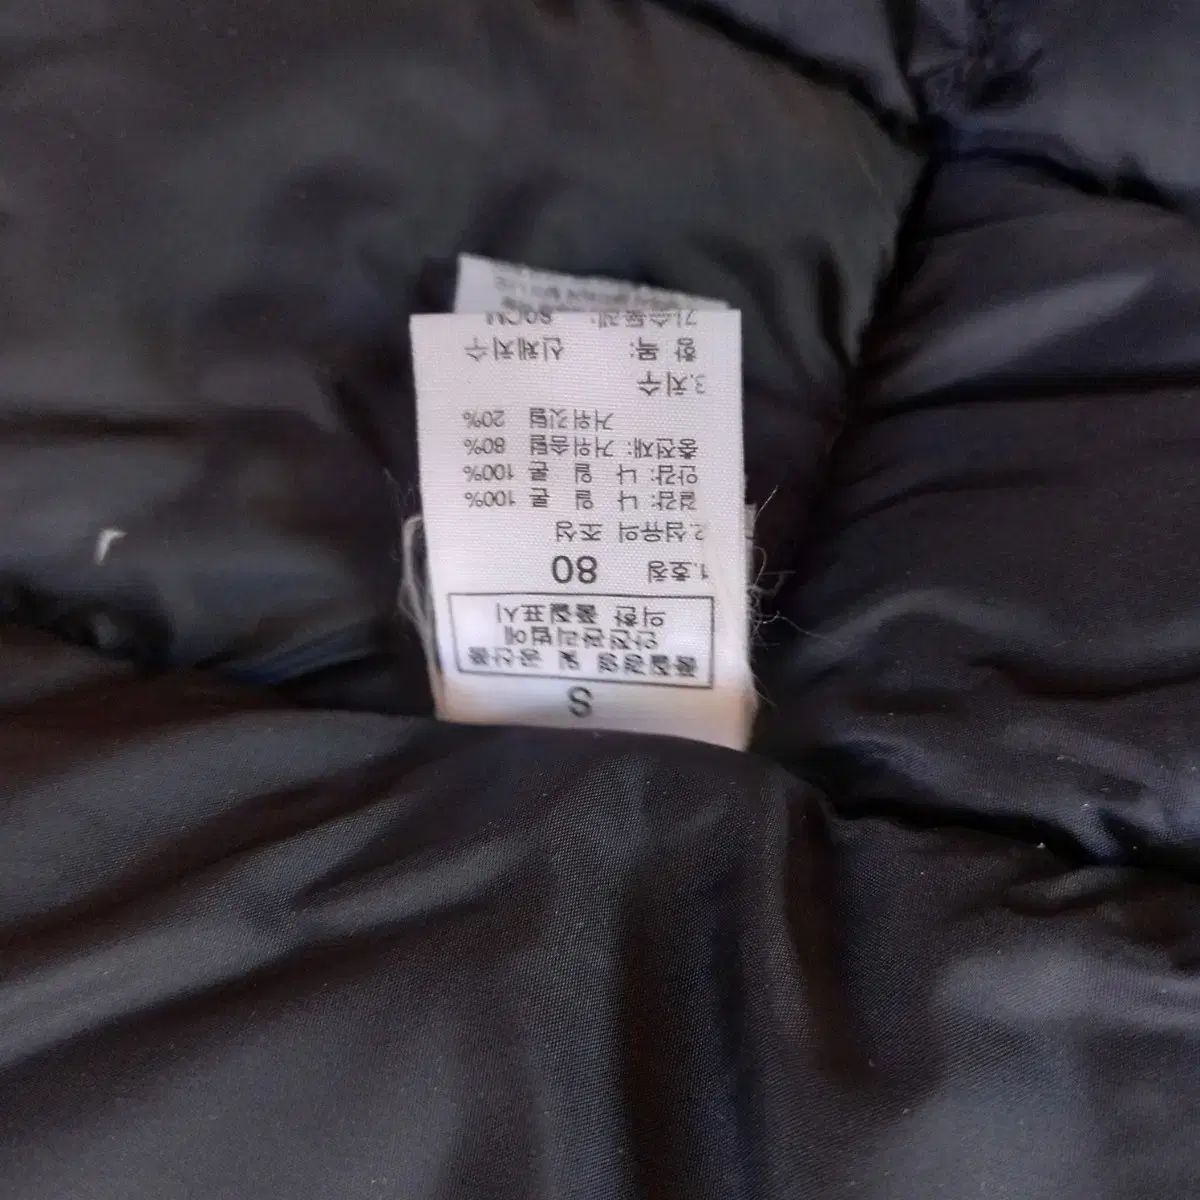 S
품질경영 및 공산품
안전관리법에
의한 품질표시
1.호칭 80
2.섬유의 조성
겉감: 나 일 론 100%
안감: 나 일 론 100%
충전재: 거위솜털 80%
거위깃털 20%
3.치수
항 목: 신체치수
가슴둘레: 80CM